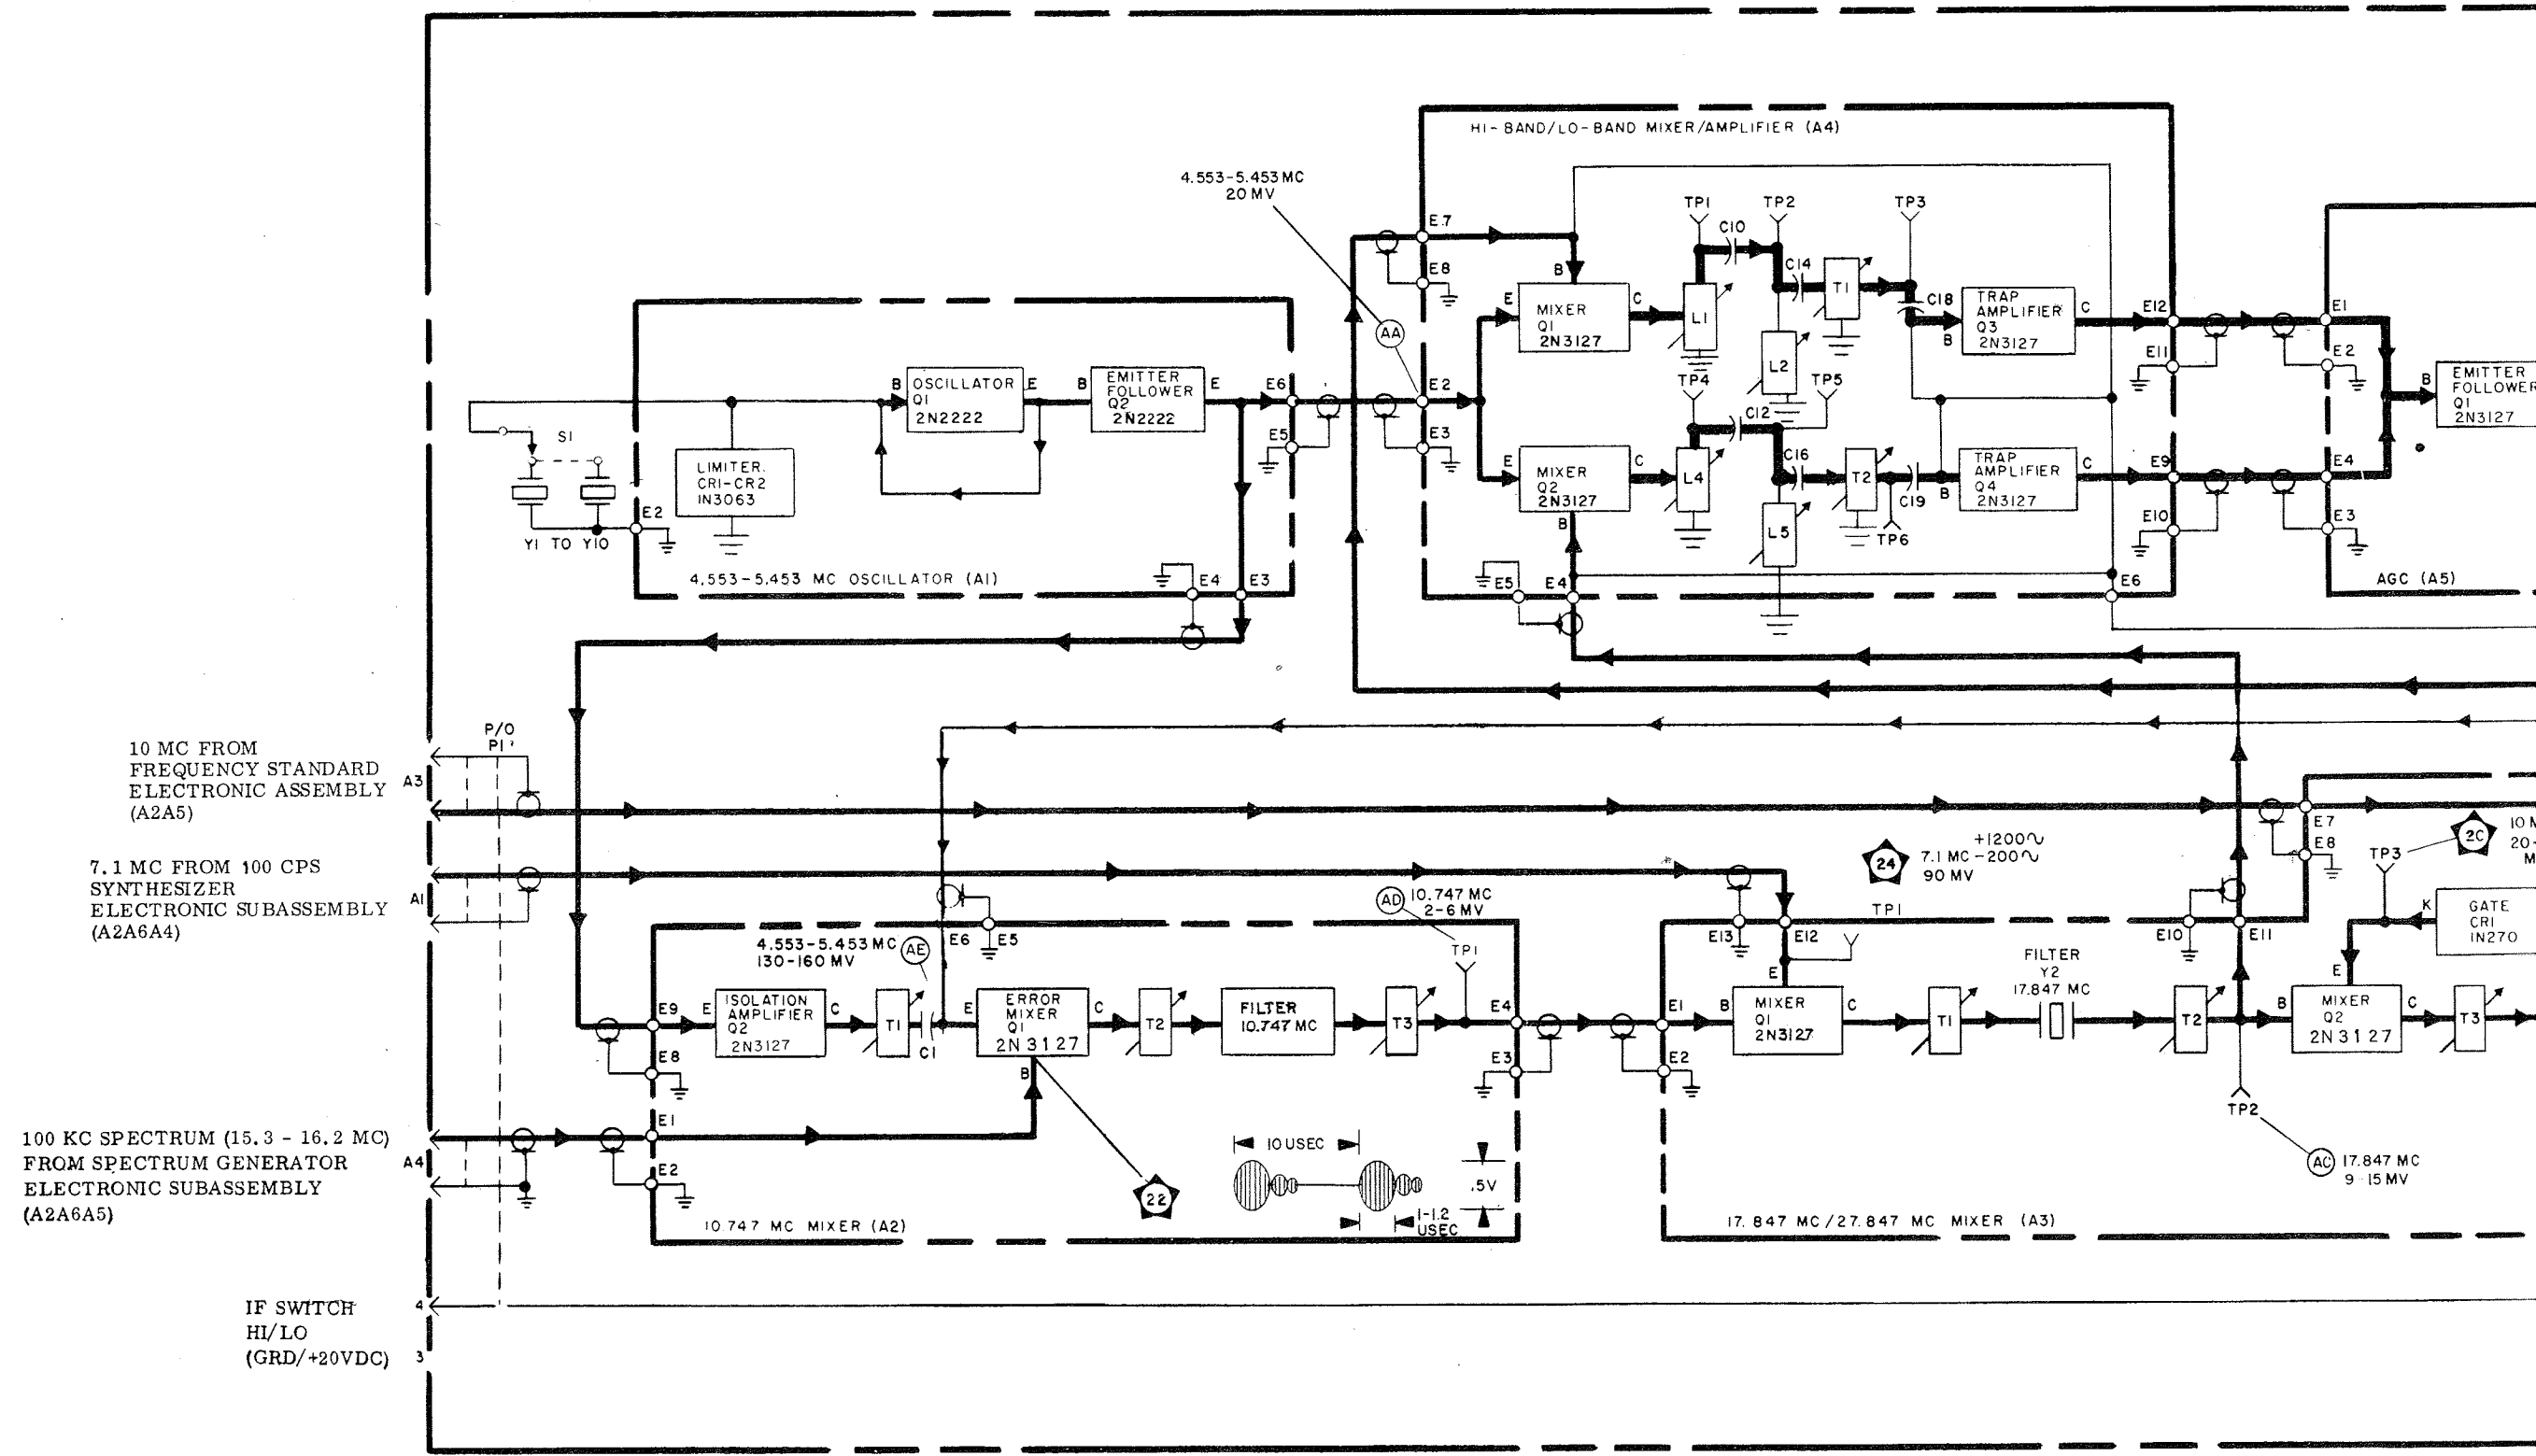 HI-BAND/LO-BAND MIXER/AMPLIFIER (A4)
4.553-5.453 MC
20 MV
AA
E7
E8
E2
E3
B
E
MIXER
Q1
2N3127
C
TP1
C10
L1
TP2
C14
L2
T1
TP3
C18
B
TRAP
AMPLIFIER
Q3
2N3127
C
E12
E11
E
MIXER
Q2
2N3127
C
B
TP4
C12
L4
TP5
C16
L5
T2
TP6
C19
B
TRAP
AMPLIFIER
Q4
2N3127
C
E9
E10
E5
E4
E6
E1
E2
E4
E3
B
EMITTER
FOLLOWER
Q1
2N3127
AGC (A5)
S1
Y1 TO Y10
E2
LIMITER.
CR1-CR2
IN3063
B
OSCILLATOR
Q1
2N2222
E
B
EMITTER
FOLLOWER
Q2
2N2222
E
E6
E5
4.553-5.453 MC OSCILLATOR (A1)
E4
E3
P/O
P1
10 MC FROM
FREQUENCY STANDARD
ELECTRONIC ASSEMBLY
(A2A5)
A3
7.1 MC FROM 100 CPS
SYNTHESIZER
ELECTRONIC SUBASSEMBLY
(A2A6A4)
A1
100 KC SPECTRUM (15.3 - 16.2 MC)
FROM SPECTRUM GENERATOR
ELECTRONIC SUBASSEMBLY
(A2A6A5)
A4
IF SWITCH
HI/LO
(GRD/+20VDC)
4
3
4.553-5.453 MC
130-160 MV
AE
E6
E5
E9
E8
E
ISOLATION
AMPLIFIER
Q2
2N3127
C
T1
C1
E
ERROR
MIXER
Q1
2N3127
C
B
T2
FILTER
10.747 MC
T3
AD
10.747 MC
2-6 MV
TP1
E4
E3
E1
E2
22
10 USEC
.5V
1-1.2
USEC
10.747 MC MIXER (A2)
24
7.1 MC
+1200∿
-200∿
90 MV
TP1
E13
E12
E
E1
E2
B
MIXER
Q1
2N3127
C
T1
FILTER
Y2
17.847 MC
T2
E10
E11
E7
E8
TP3
2C
10 M
20-
M
K
GATE
CR1
IN270
E
B
MIXER
Q2
2N3127
C
T3
TP2
AC
17.847 MC
9-15 MV
17.847 MC/27.847 MC MIXER (A3)